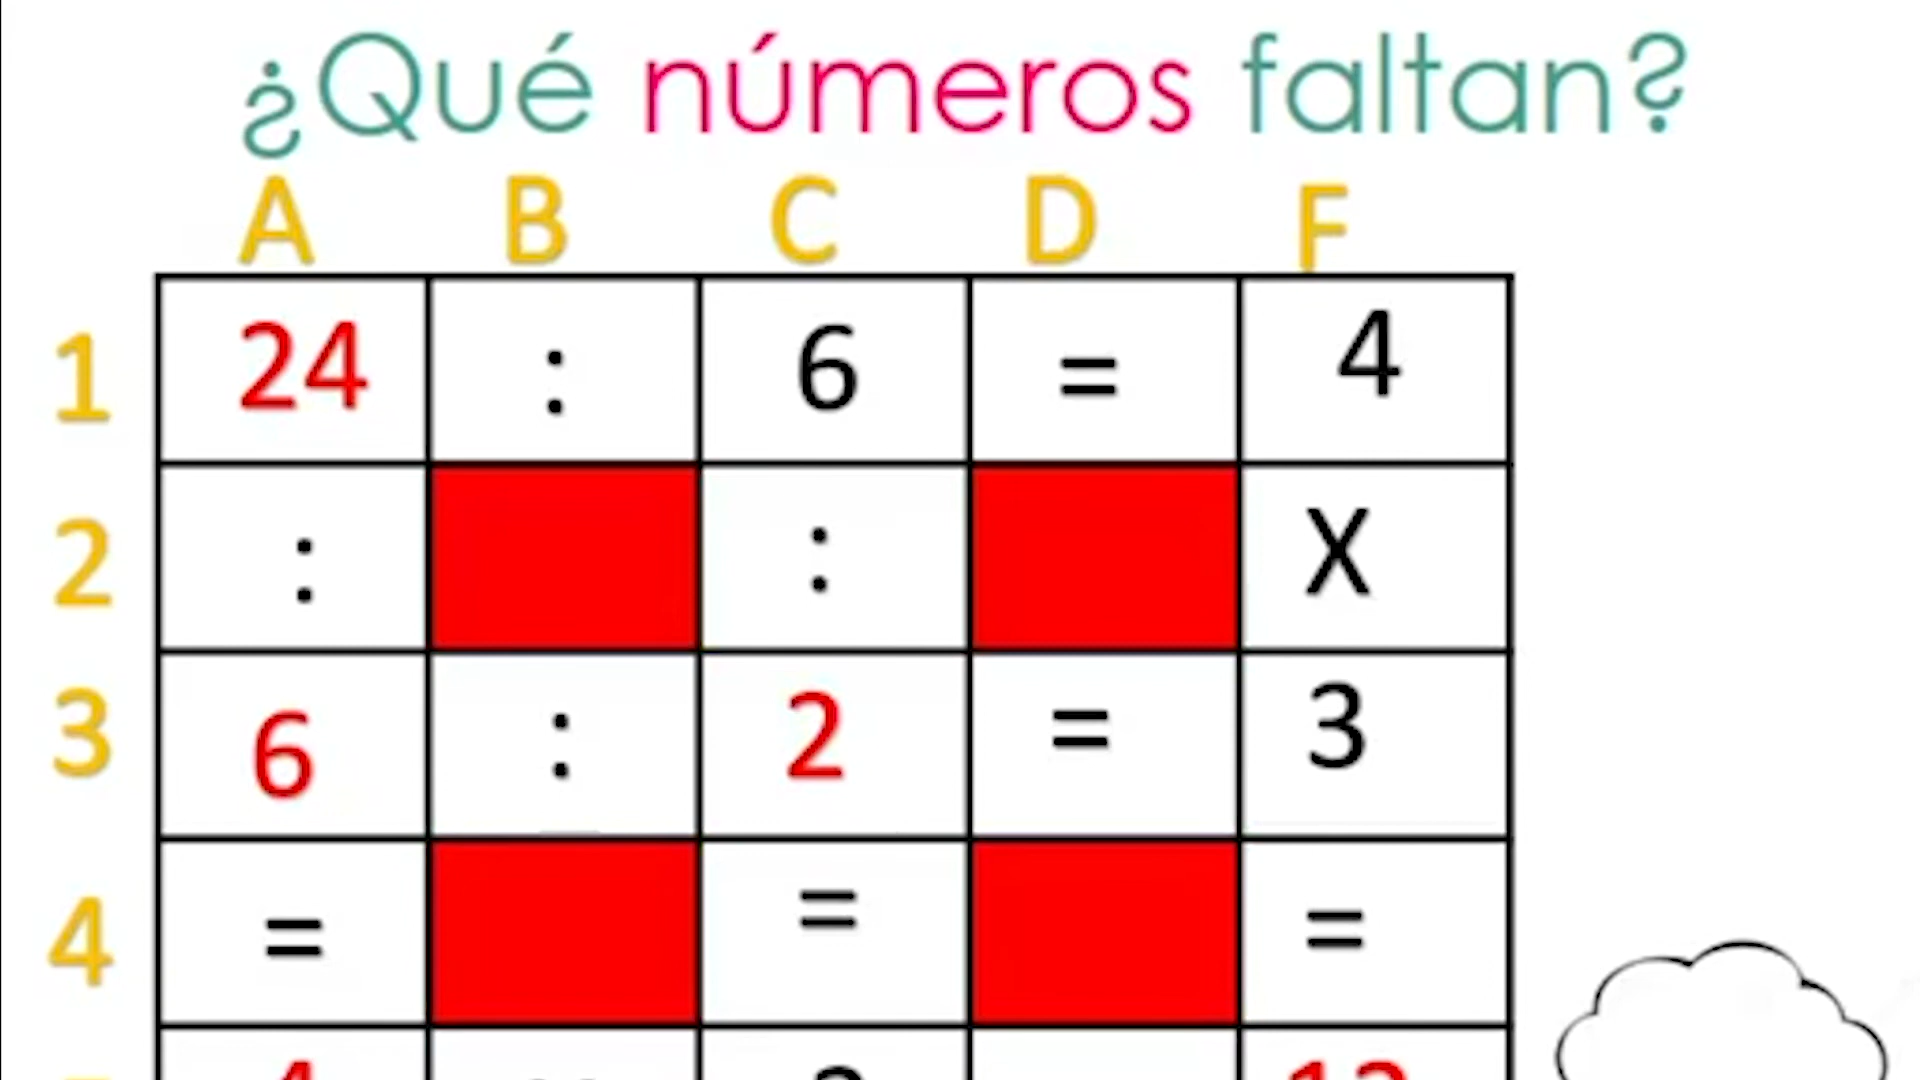 ¿Qué números faltan?
A B C D F
1 24 : 6 = 4
2 : : X
3 6 : 2 = 3
4 = = =